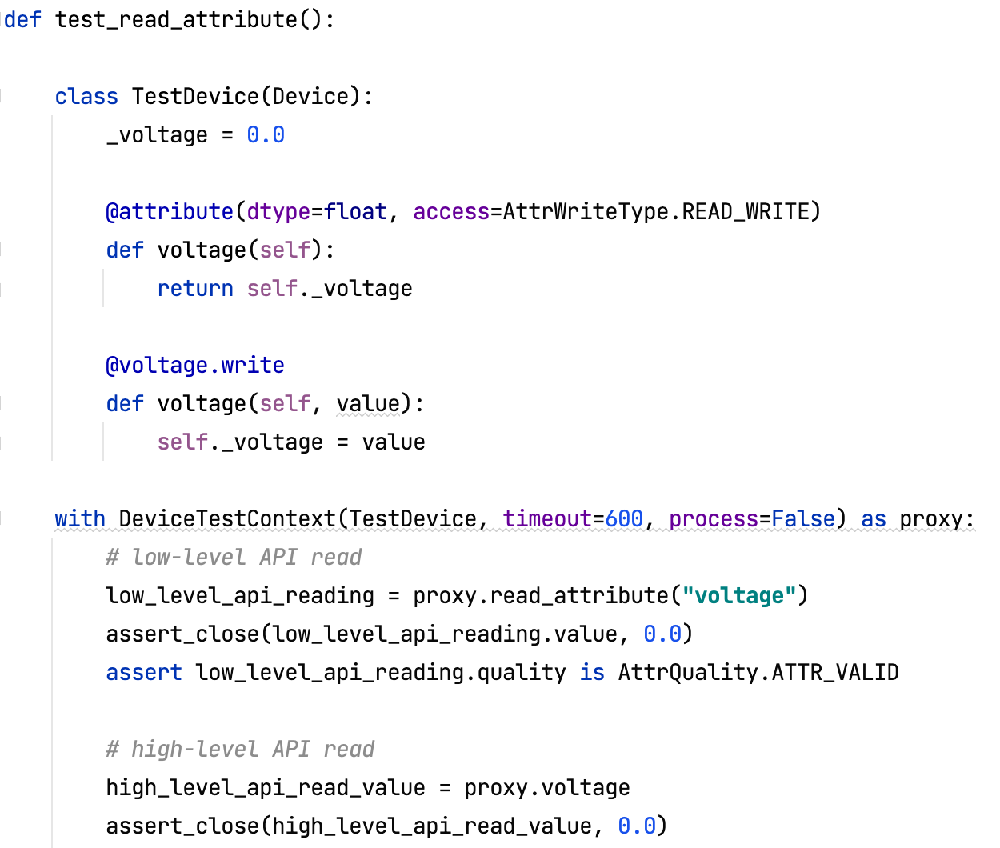 def test_read_attribute():
class TestDevice(Device):
_voltage = 0.0
@attribute(dtype=float, access=AttrWriteType.READ_WRITE)
def voltage(self):
return self._voltage
@voltage.write
def voltage(self, value):
self._voltage = value
with DeviceTestContext(TestDevice, timeout=600, process=False) as proxy:
# low-level API read
low_level_api_reading = proxy.read_attribute("voltage")
assert_close(low_level_api_reading.value, 0.0)
assert low_level_api_reading.quality is AttrQuality.ATTR_VALID
# high-level API read
high_level_api_read_value = proxy.voltage
assert_close(high_level_api_read_value, 0.0)